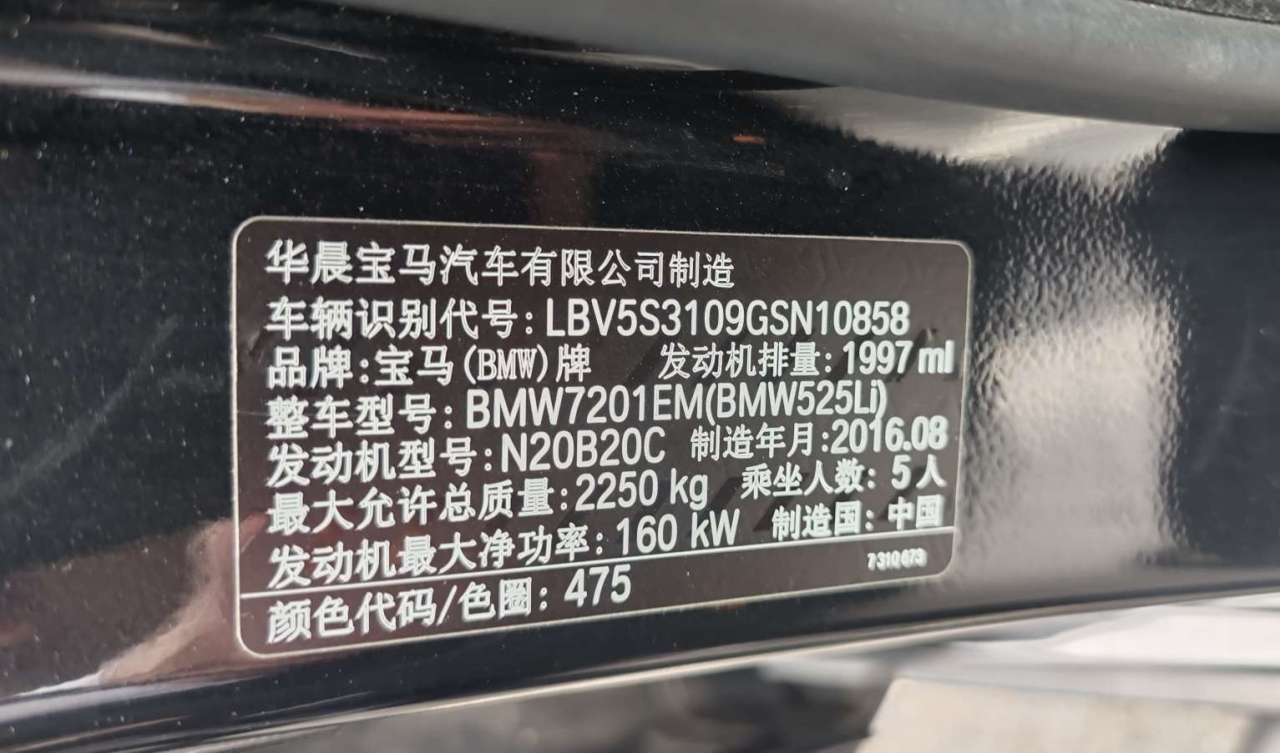 华晨宝马汽车有限公司制造
车辆识别代号:LBV5S3109GSN10858
品牌:宝马(BMW)牌 发动机排量:1997 ml
整车型号:BMW7201EM(BMW525Li)
发动机型号:N20B20C 制造年月:2016.08
最大允许总质量:2250 kg 乘坐人数:5人
发动机最大净功率:160 kW 制造国:中国
颜色代码/色圈:475 7310673